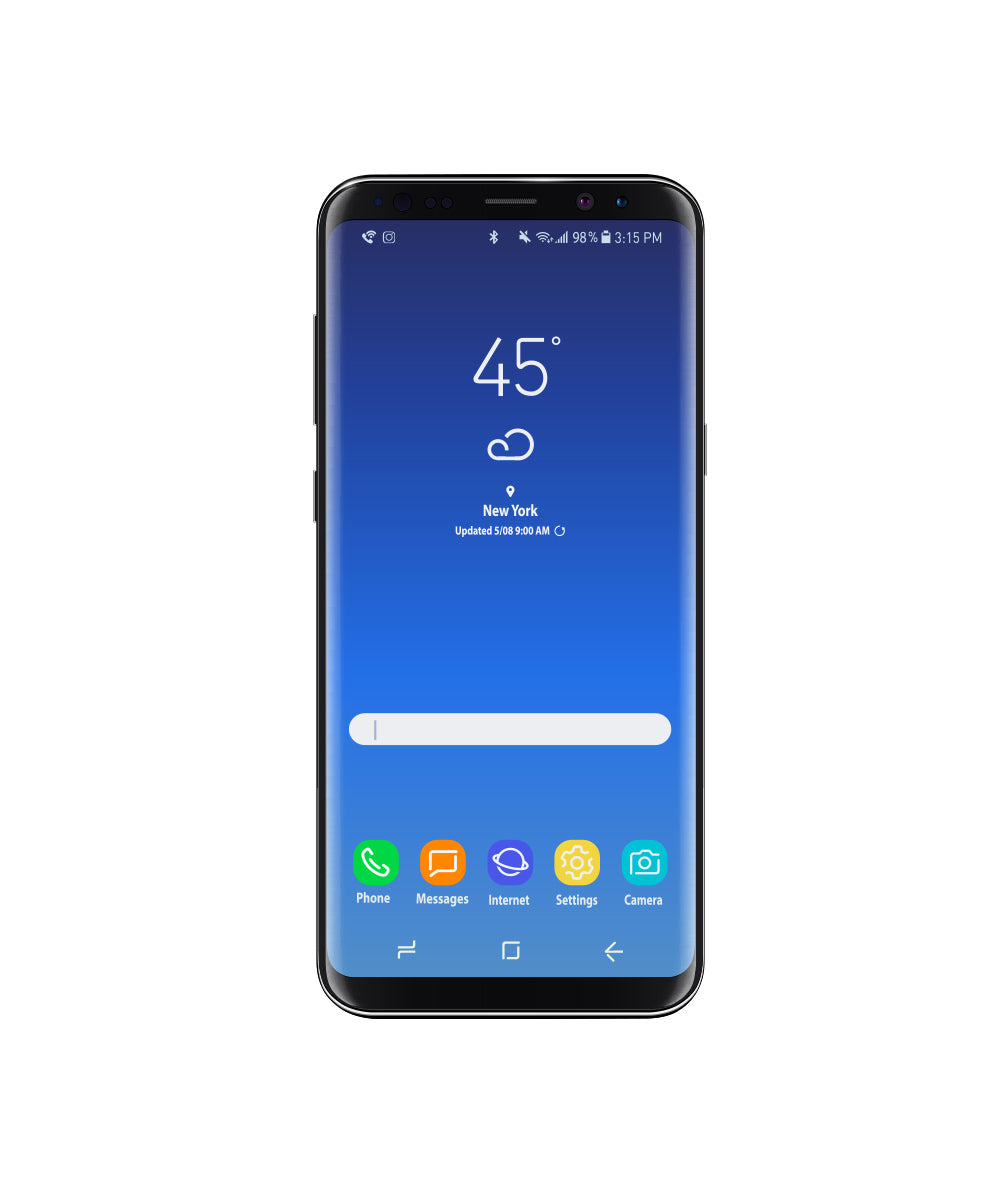 98% 3:15 PM
45°
New York
Updated 5/08 9:00 AM
Phone Messages Internet Settings Camera